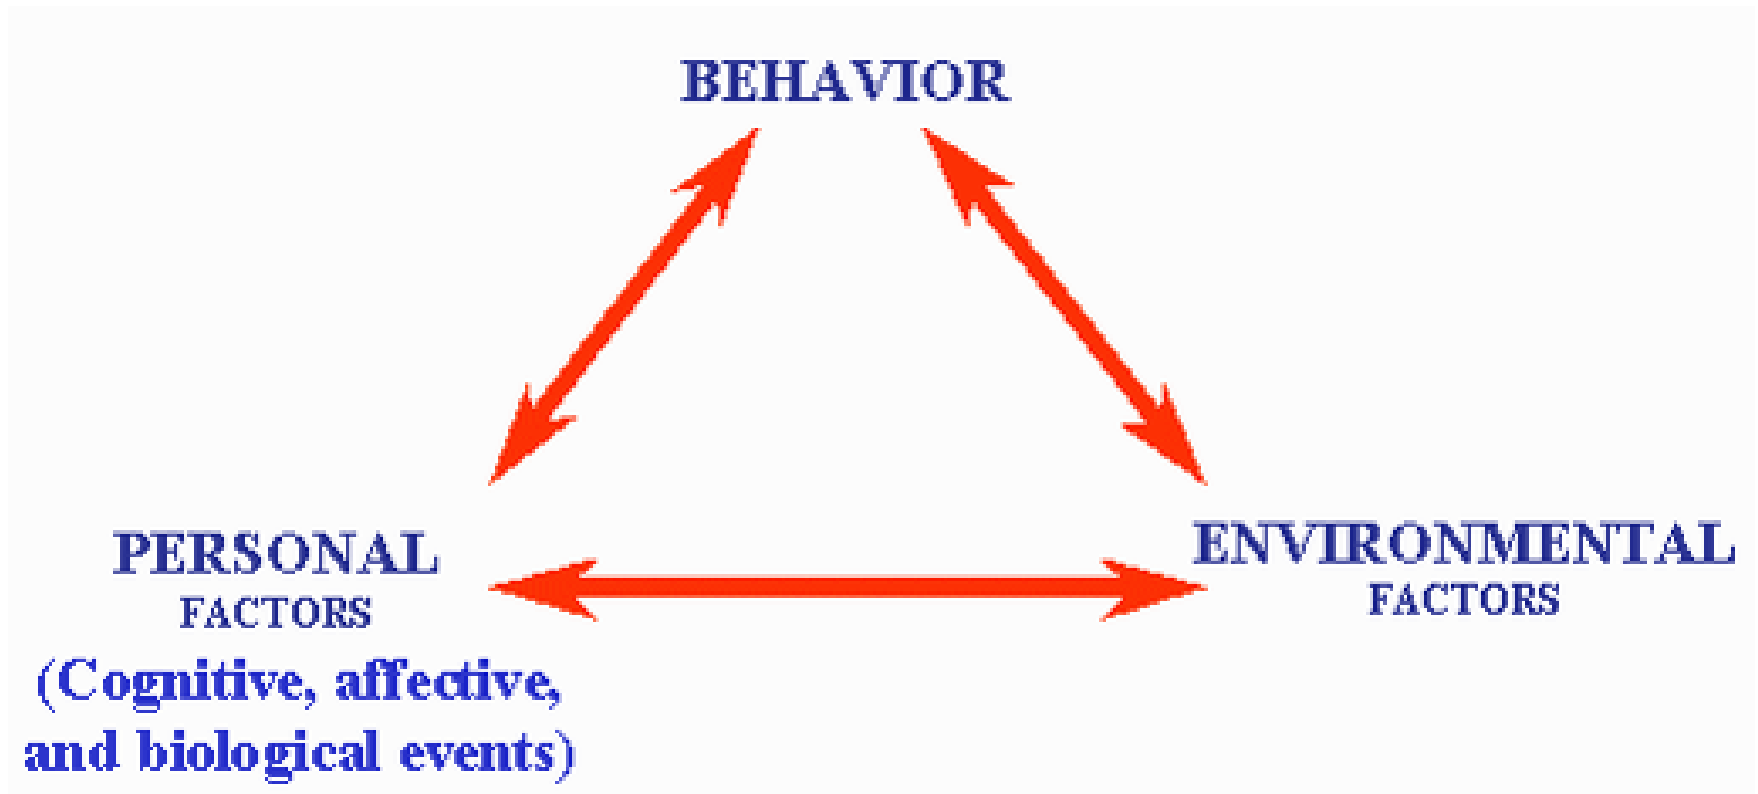 BEHAVIOR
PERSONAL
FACTORS
(Cognitive, affective,
and biological events)
ENVIRONMENTAL
FACTORS